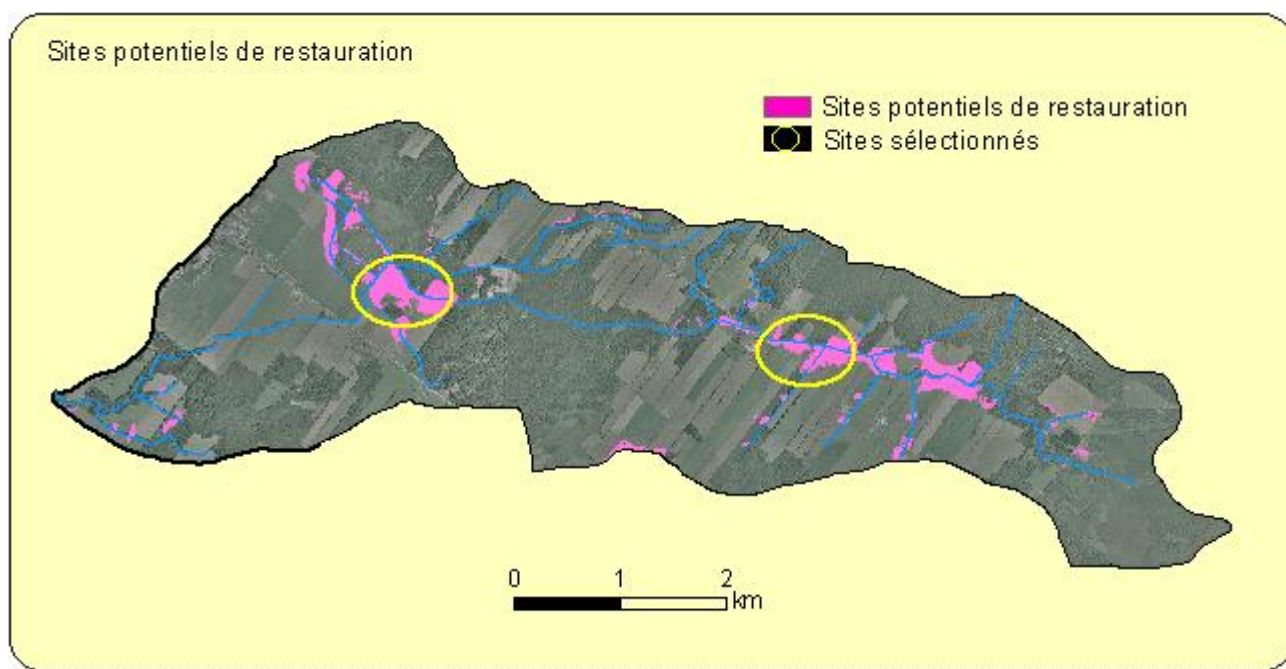 Sites potentiels de restauration
Sites potentiels de restauration
Sites sélectionnés
0 1 2
km